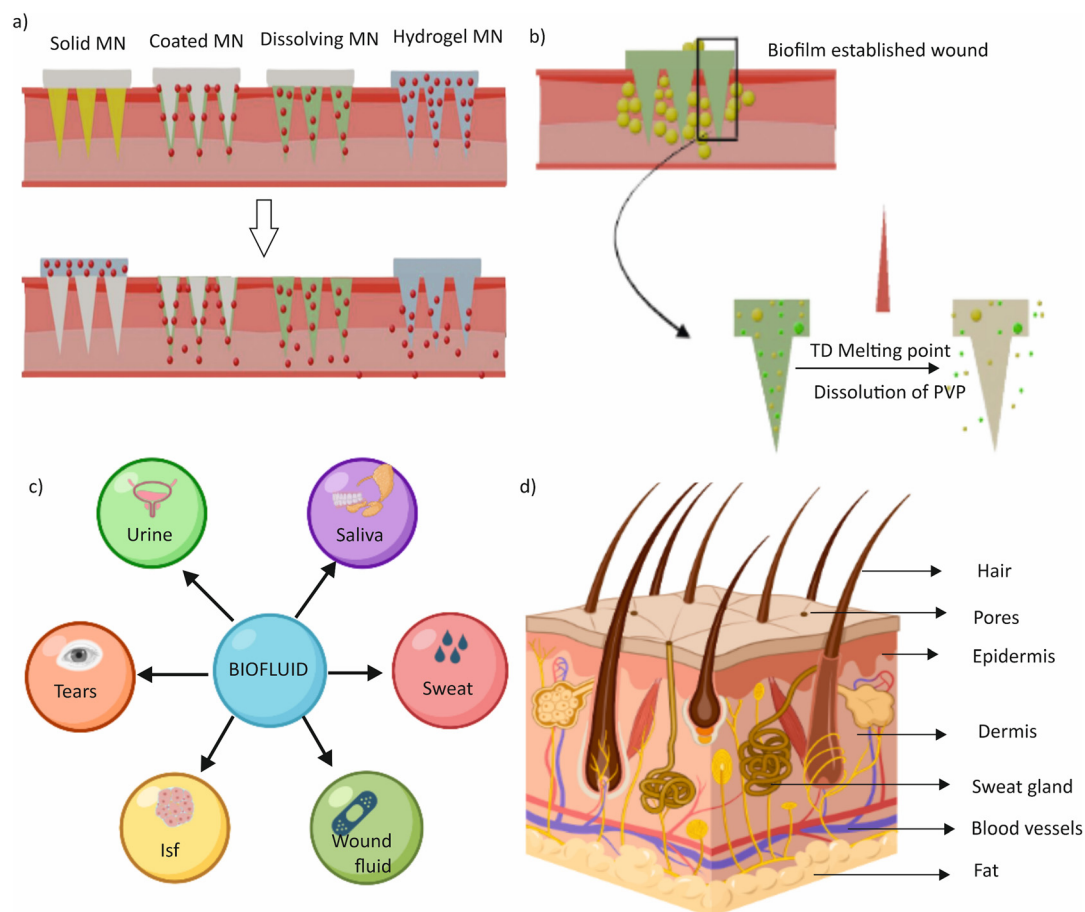 a)
Solid MN
Coated MN
Dissolving MN
Hydrogel MN
b)
Biofilm established wound
TD Melting point
Dissolution of PVP
c)
Urine
Saliva
Tears
BIOFLUID
Sweat
Isf
Wound
fluid
d)
Hair
Pores
Epidermis
Dermis
Sweat gland
Blood vessels
Fat